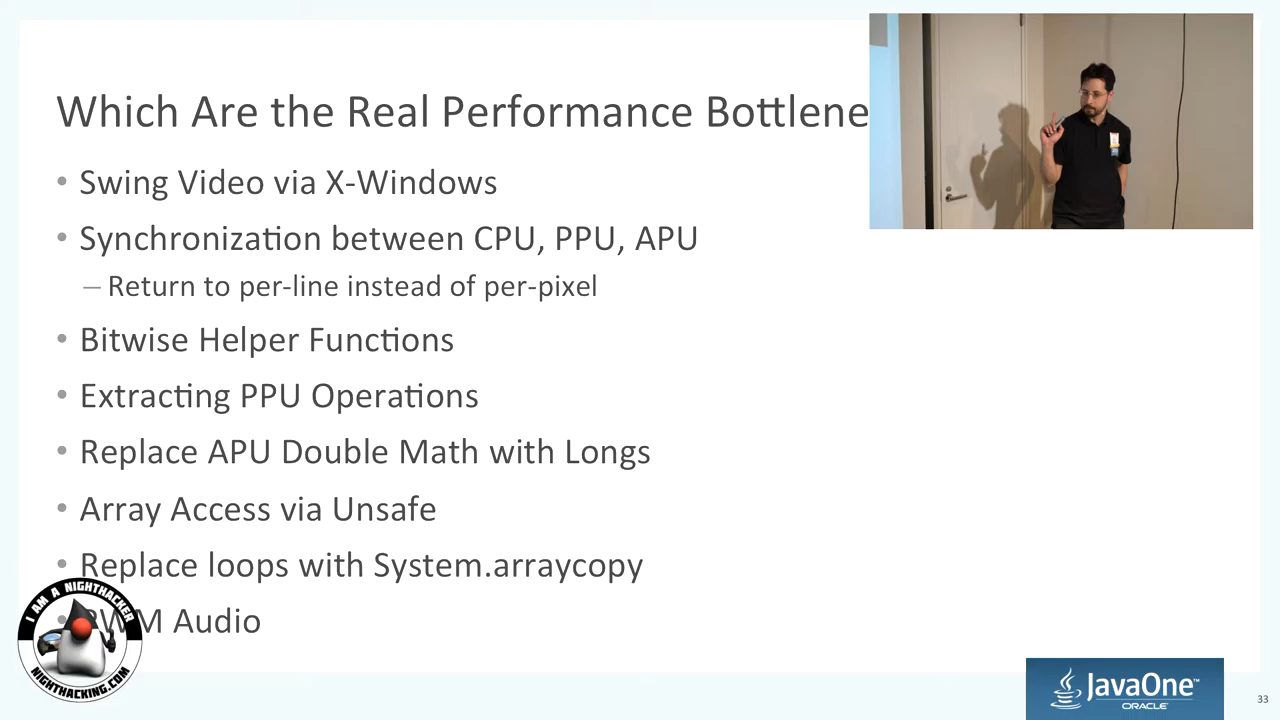 Which Are the Real Performance Bottlene
• Swing Video via X-Windows
• Synchronization between CPU, PPU, APU
– Return to per-line instead of per-pixel
• Bitwise Helper Functions
• Extracting PPU Operations
• Replace APU Double Math with Longs
• Array Access via Unsafe
• Replace loops with System.arraycopy
Audio
I AM A NIGHTHACKER
NIGHTHACKING.COM
JavaOne™
ORACLE
33